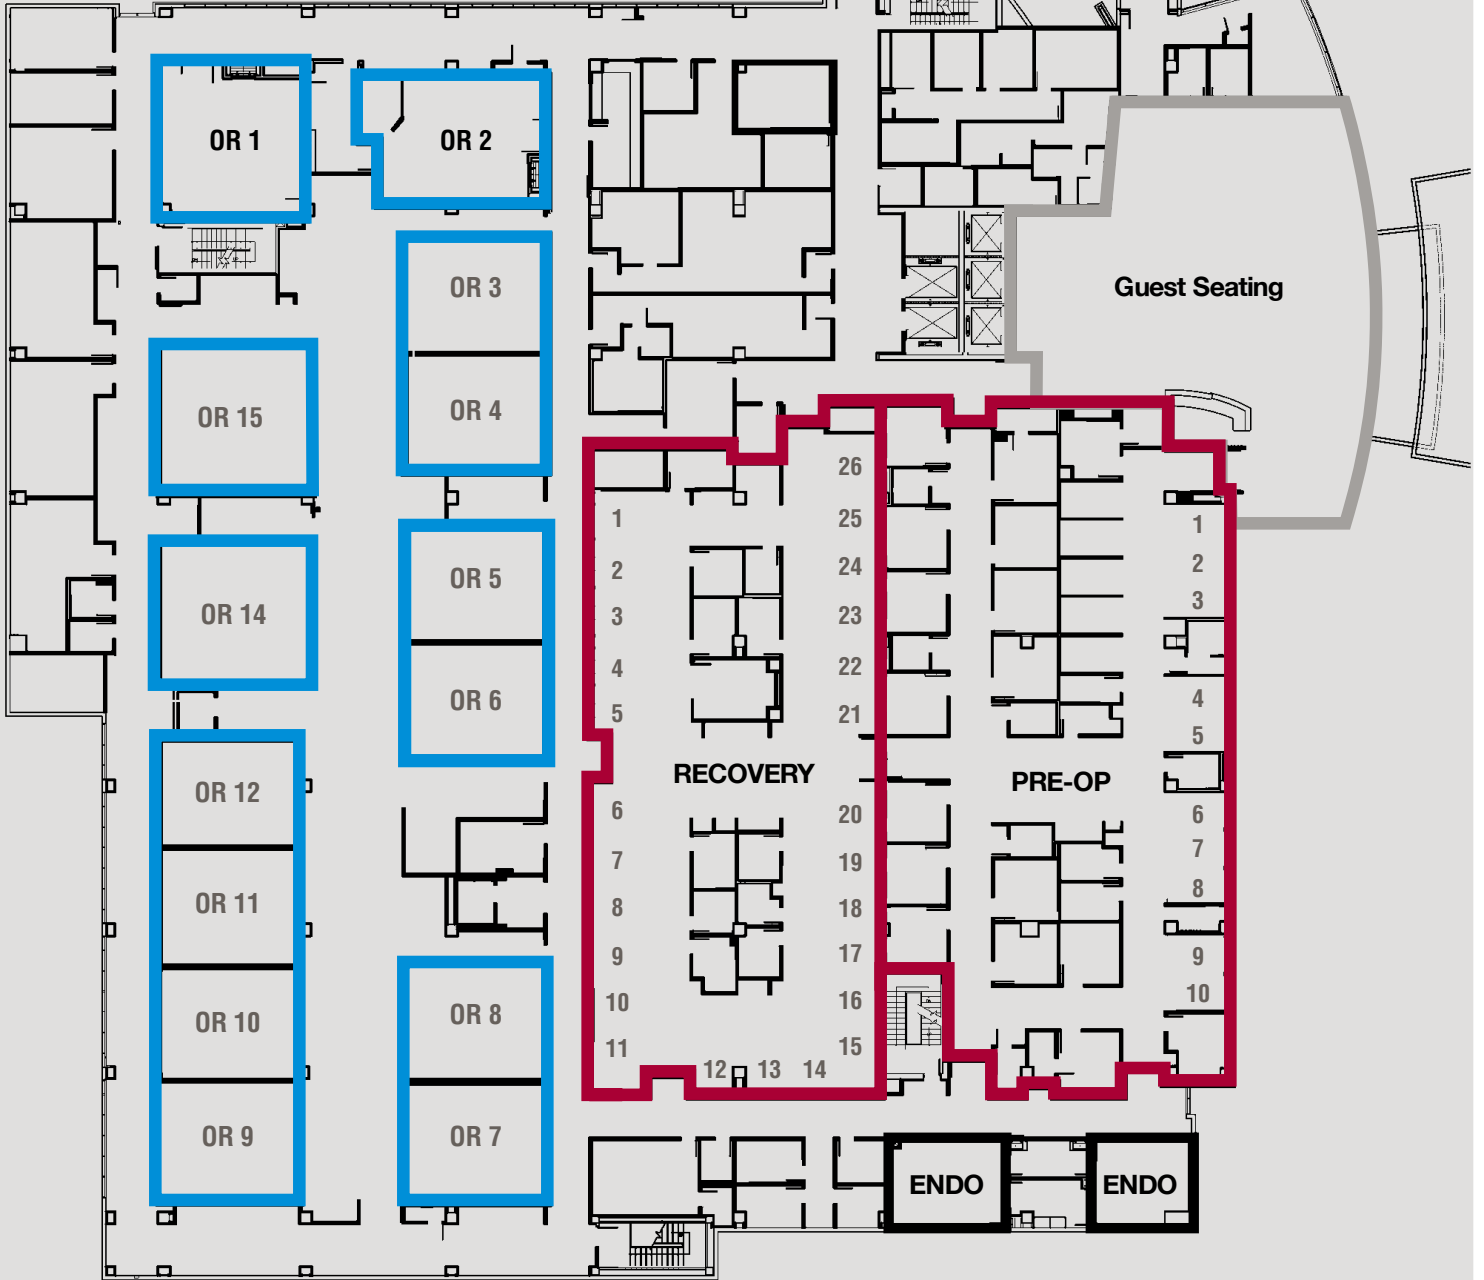 OR 1
OR 2
OR 3
OR 4
OR 15
OR 5
OR 14
OR 6
OR 12
OR 11
OR 10
OR 9
OR 8
OR 7
Guest Seating
1
2
3
4
5
6
7
8
9
10
11
12
13
14
15
16
17
18
19
20
21
22
23
24
25
26
RECOVERY
PRE-OP
1
2
3
4
5
6
7
8
9
10
ENDO
ENDO